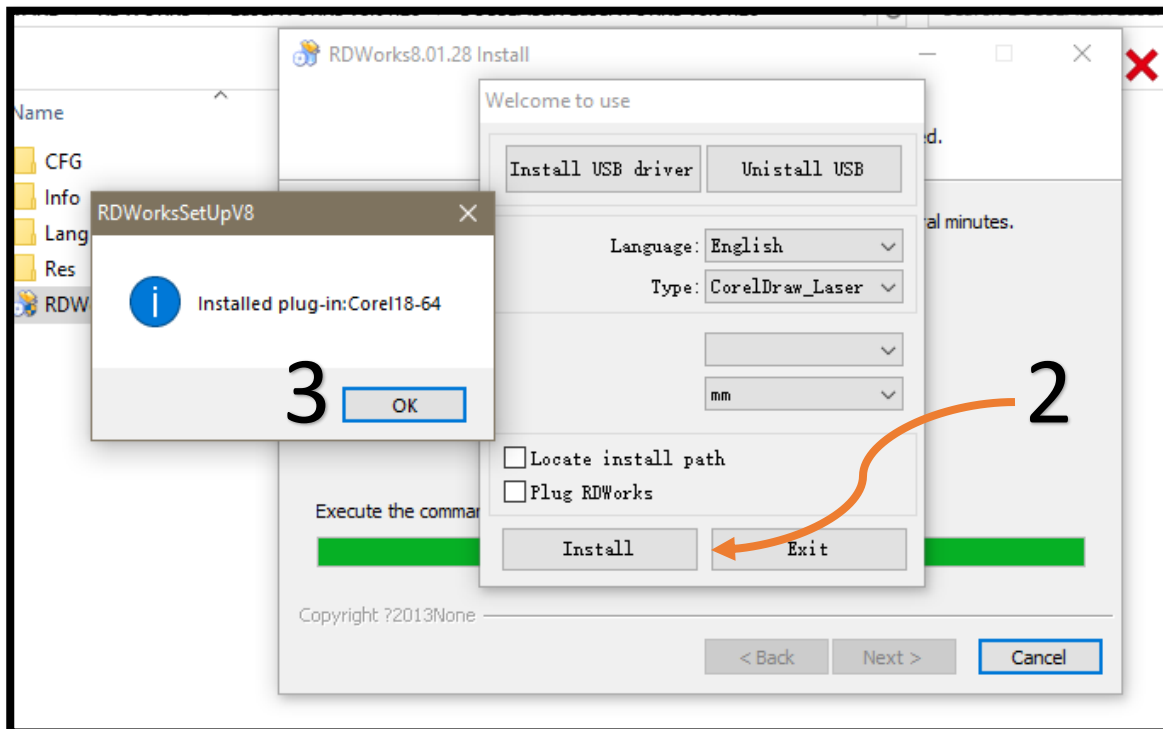 RDWorks8.01.28 Install
Welcome to use
Name
ed.
Install USB driver
Unistall USB
CFG
Info
RDWorksSetUpV8
Lang
al minutes.
Language:
English
Res
Type:
CorelDraw_Laser
RDW
Installed plug-in:Corel18-64
mm
3
OK
2
Locate install path
Plug RDWorks
Execute the comman
Install
Exit
Copyright ?2013None
< Back
Next >
Cancel